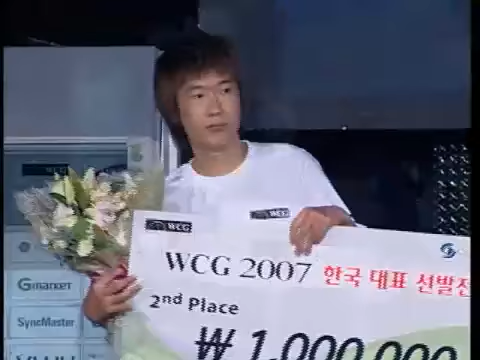 WCG
WCG
WCG 2007 한국 대표 선발전
2nd Place
₩ 1,000,000
Gmarket
SyncMaster